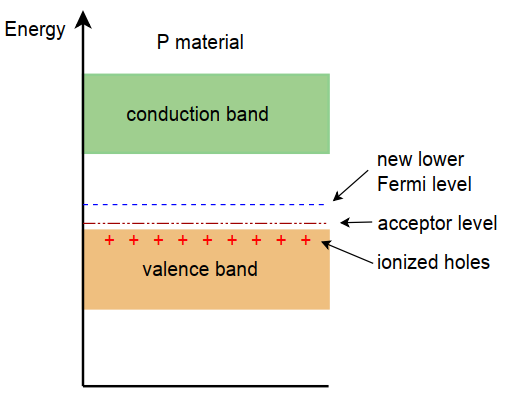 Energy
P material
conduction band
new lower
Fermi level
acceptor level
+ + + + + + + + +
ionized holes
valence band